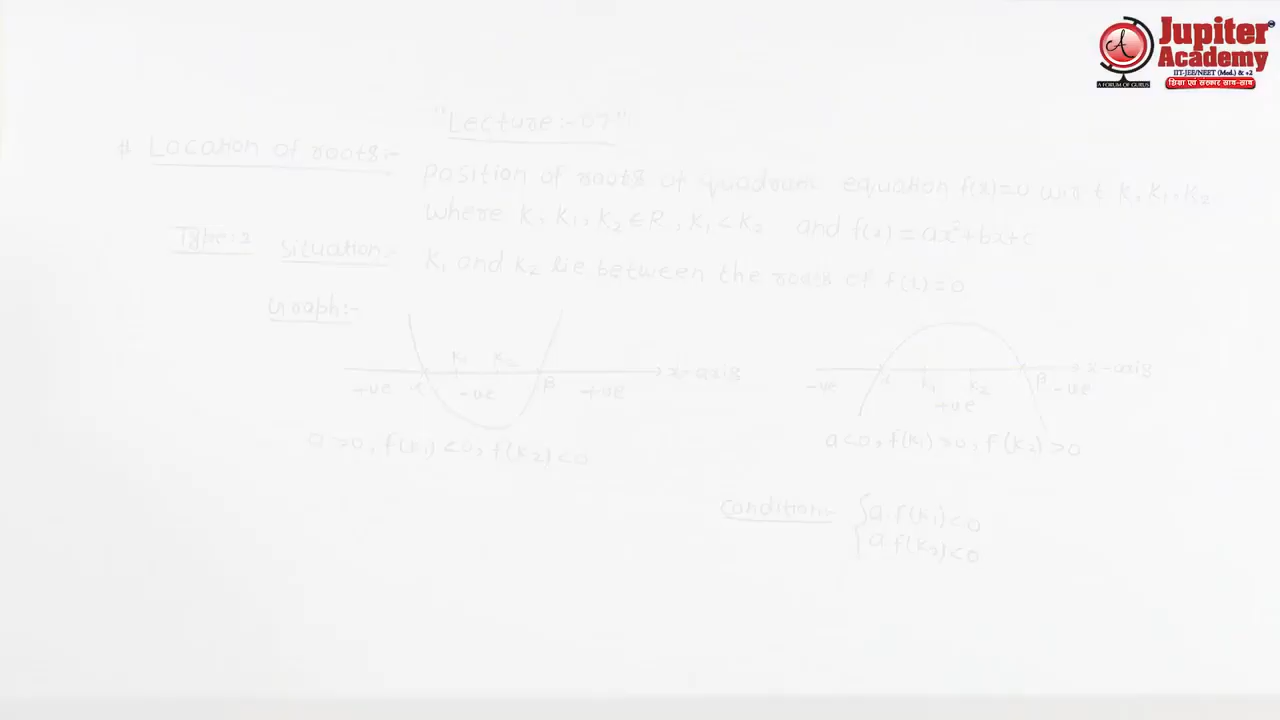 Jupiter
Academy
IIT-JEE/NEET (Med.) & +2
शिक्षा एवं संस्कार साथ-साथ
A FORUM OF GURUS
"Lecture:-07"
# Location of roots:-
Position of roots of quadratic equation f(x)=0 w.r.t K, K₁, K₂
where K, K₁, K₂ ∈ R, K₁ < K₂ and f(x) = ax²+bx+c
Type:1 Situation:- K₁ and K₂ lie between the roots of f(x)=0
Graph:-
K₁ K₂
+ve α -ve β +ve x-axis
a>0, f(K₁)<0, f(K₂)<0
-ve α K₁ K₂ β -ve x-axis
+ve
a<0, f(K₁)>0, f(K₂)>0
Condition:- { a.f(K₁)<0
a.f(K₂)<0